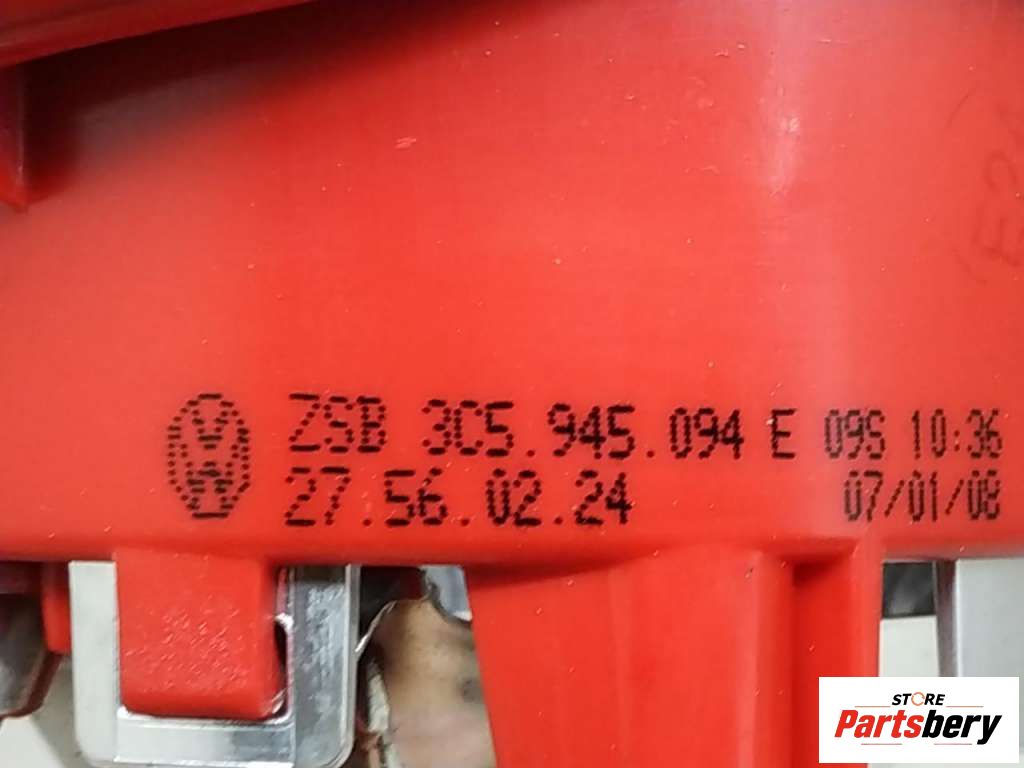 ZSB 3C5.945.094 E 09S 10:36
27.56.02.24 07/01/08
STORE
Partsbery